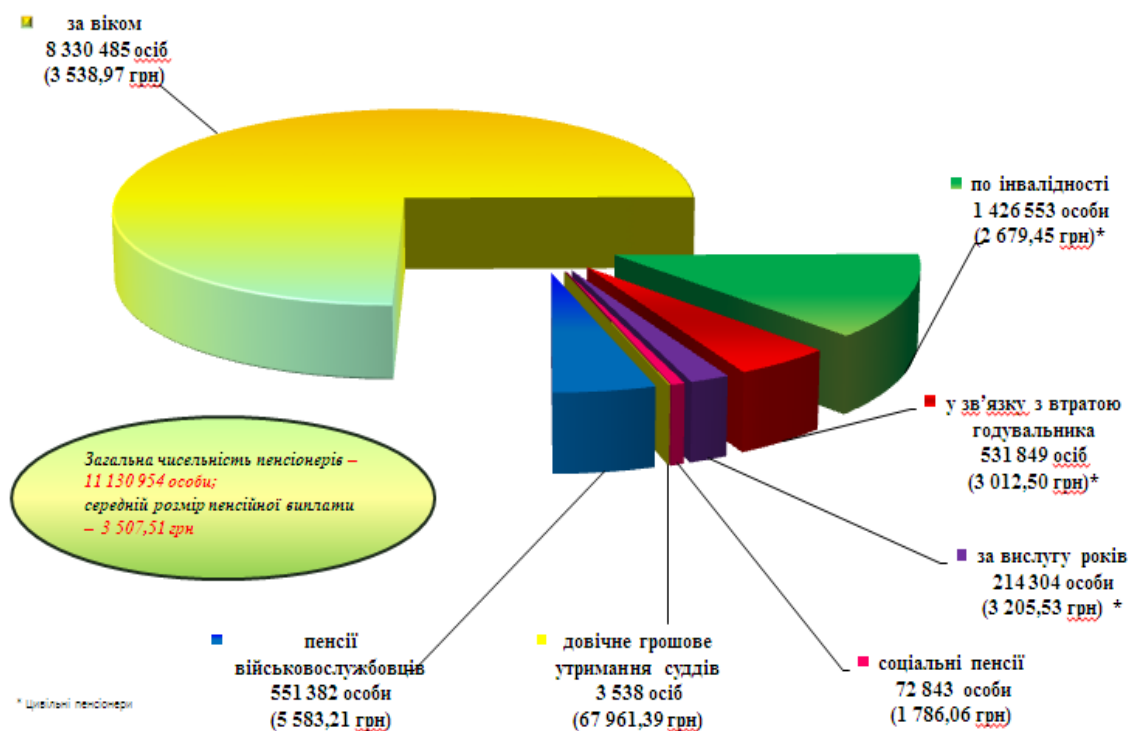 за віком
8 330 485 осіб
(3 538,97 грн)
по інвалідності
1 426 553 особи
(2 679,45 грн)*
у зв’язку з втратою
годувальника
531 849 осіб
(3 012,50 грн)*
Загальна чисельність пенсіонерів –
11 130 954 особи;
середній розмір пенсійної виплати
– 3 507,51 грн
за вислугу років
214 304 особи
(3 205,53 грн) *
пенсії
військовослужбовців
551 382 особи
(5 583,21 грн)
довічне грошове
утримання суддів
3 538 осіб
(67 961,39 грн)
соціальні пенсії
72 843 особи
(1 786,06 грн)
* Цивільні пенсіонери